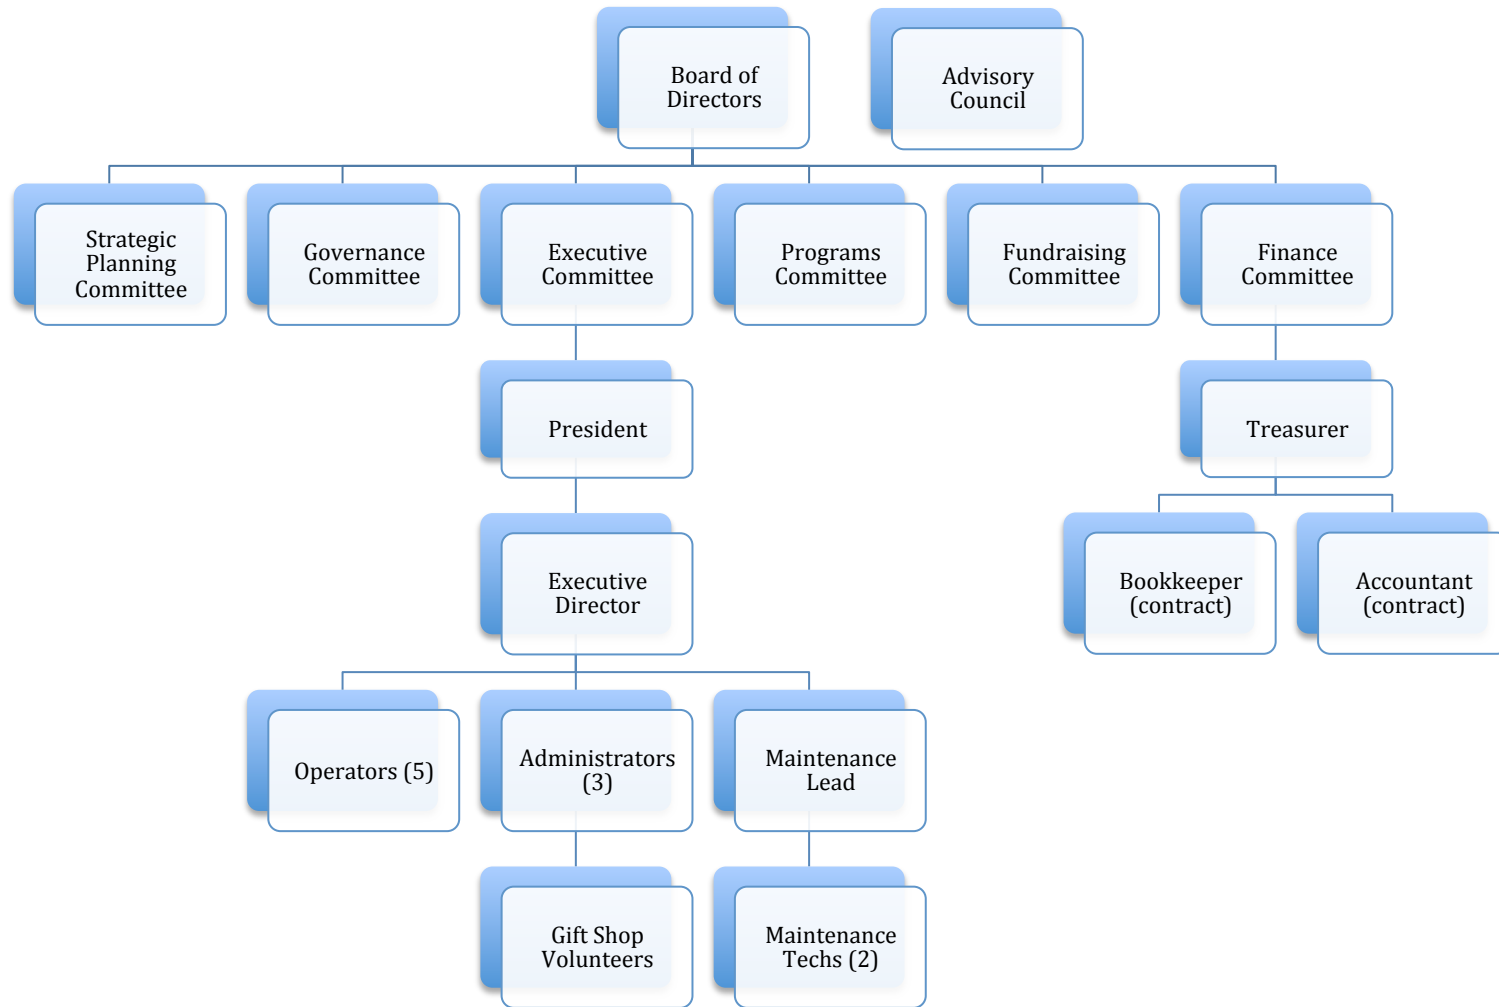 Board of
Directors
Advisory
Council
Strategic
Planning
Committee
Governance
Committee
Executive
Committee
Programs
Committee
Fundraising
Committee
Finance
Committee
President
Treasurer
Executive
Director
Bookkeeper
(contract)
Accountant
(contract)
Operators (5)
Administrators
(3)
Maintenance
Lead
Gift Shop
Volunteers
Maintenance
Techs (2)